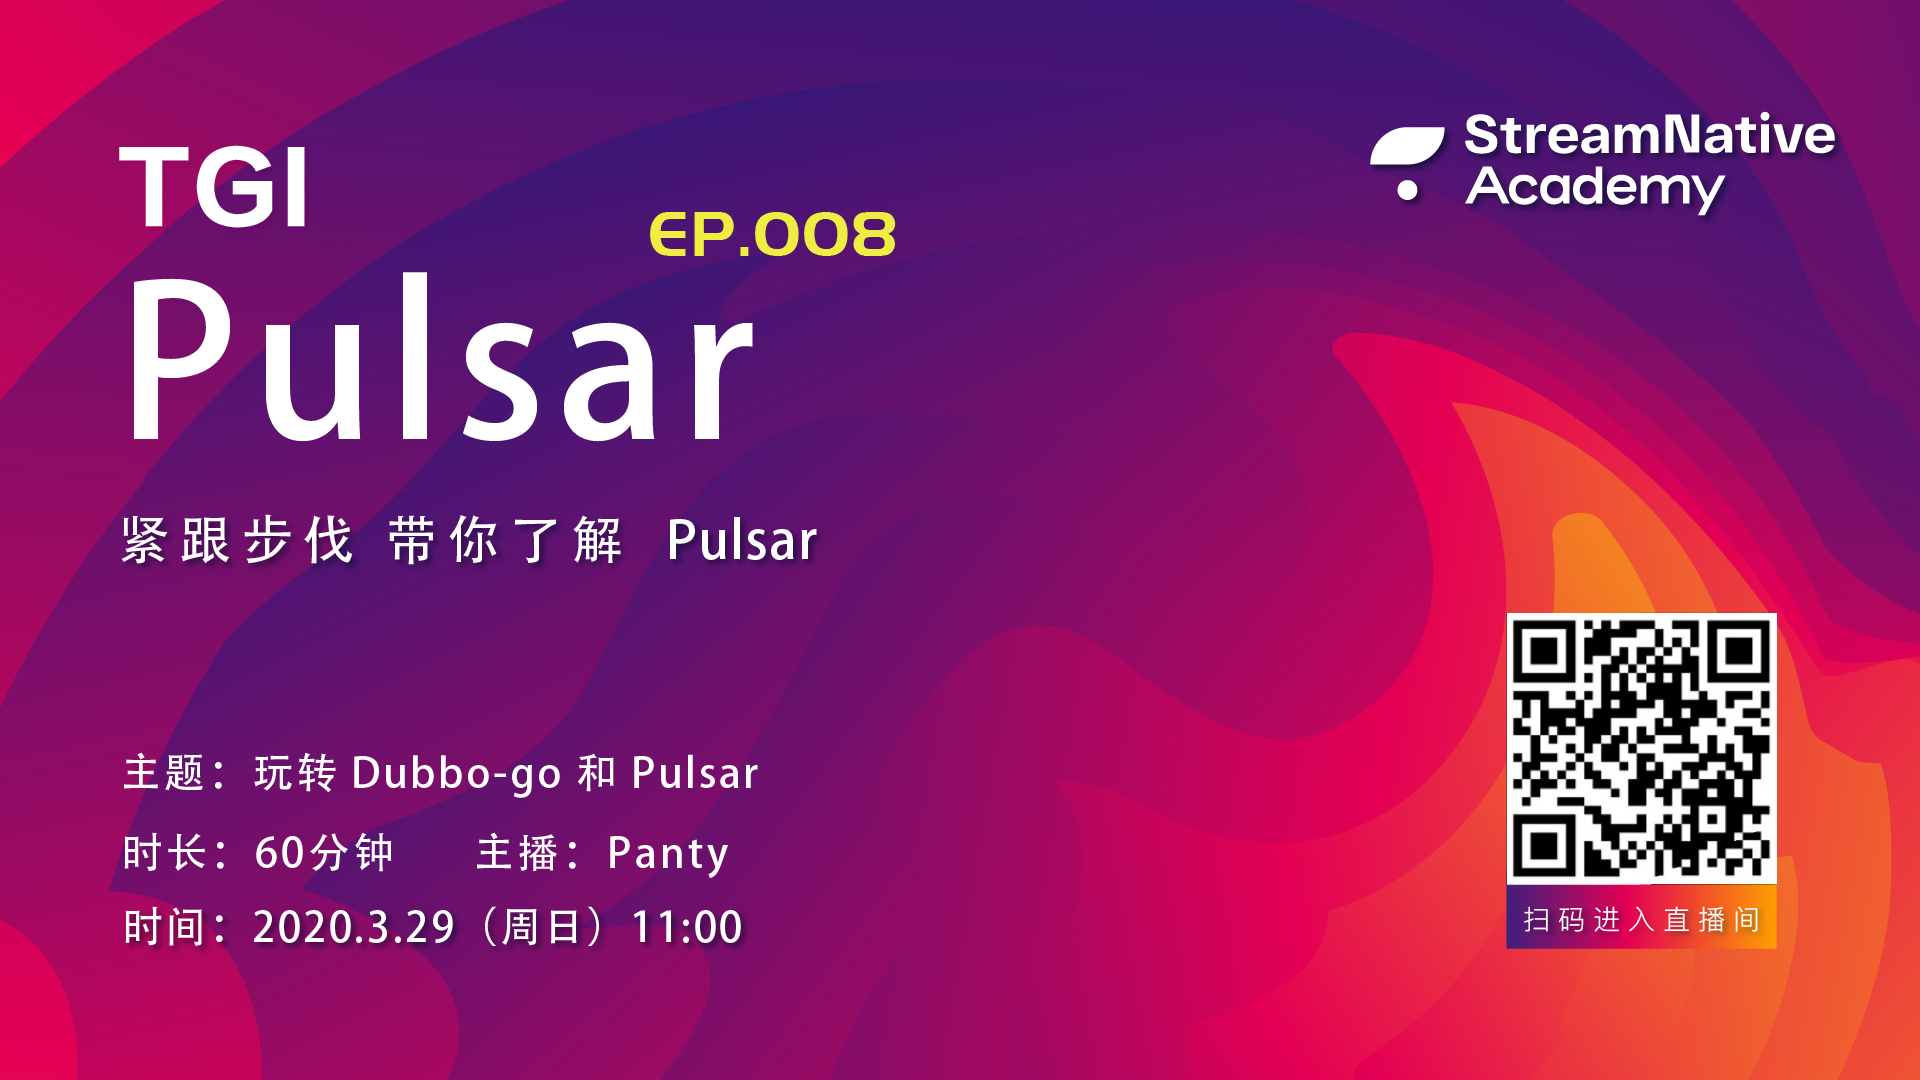 TGI
EP.008
Pulsar
StreamNative
Academy
紧跟步伐 带你了解 Pulsar
主题：玩转 Dubbo-go 和 Pulsar
时长：60分钟 主播：Panty
时间：2020.3.29（周日）11:00
扫码进入直播间